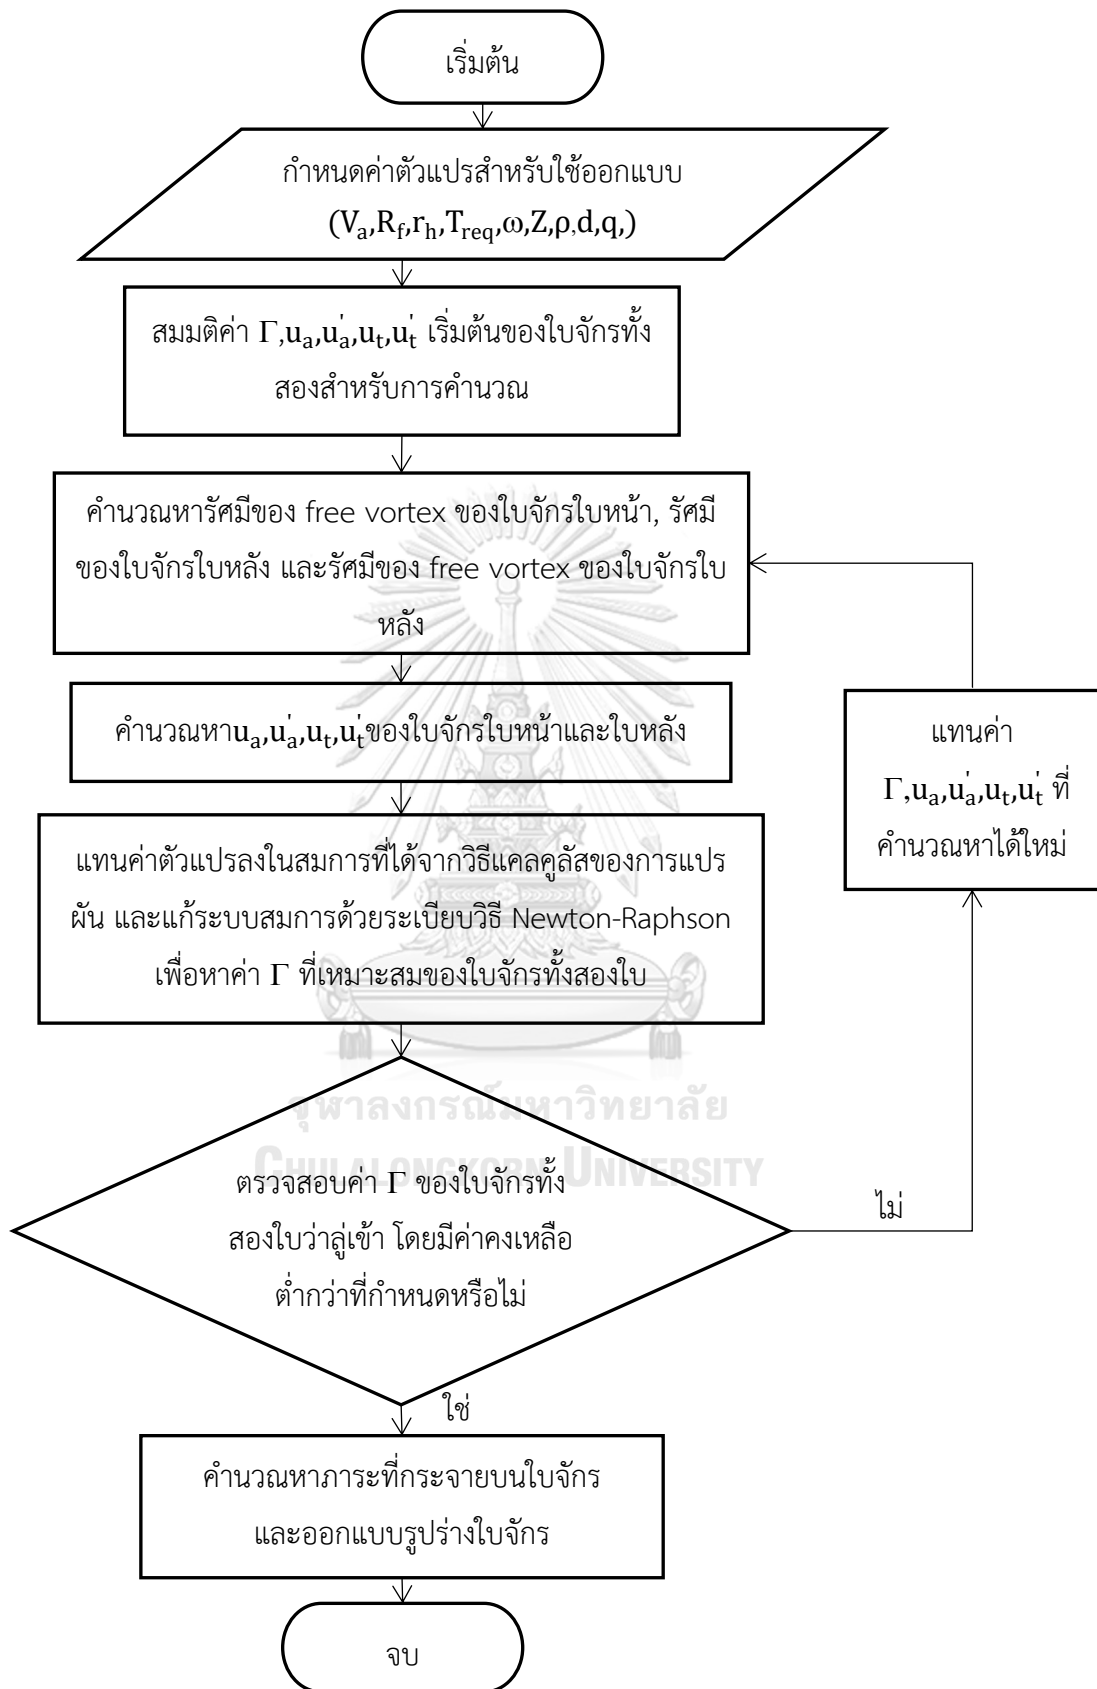 เริ่มต้น
กำหนดค่าตัวแปรสำหรับใช้ออกแบบ
(Va,Rf,rh,Treq,ω,Z,ρ,d,q,)
สมมติค่า Γ,ua,u'a,ut,u't เริ่มต้นของใบจักรทั้ง
สองสำหรับการคำนวณ
คำนวณหารัศมีของ free vortex ของใบจักรใบหน้า, รัศมี
ของใบจักรใบหลัง และรัศมีของ free vortex ของใบจักรใบ
หลัง
คำนวณหาua,u'a,ut,u'tของใบจักรใบหน้าและใบหลัง
แทนค่า
Γ,ua,u'a,ut,u't ที่
คำนวณหาได้ใหม่
แทนค่าตัวแปรลงในสมการที่ได้จากวิธีแคลคูลัสของการแปร
ผัน และแก้ระบบสมการด้วยระเบียบวิธี Newton-Raphson
เพื่อหาค่า Γ ที่เหมาะสมของใบจักรทั้งสองใบ
จุฬาลงกรณ์มหาวิทยาลัย
CHULALONGKORN UNIVERSITY
ตรวจสอบค่า Γ ของใบจักรทั้ง
สองใบว่าลู่เข้า โดยมีค่าคงเหลือ
ต่ำกว่าที่กำหนดหรือไม่
ไม่
ใช่
คำนวณหาภาระที่กระจายบนใบจักร
และออกแบบรูปร่างใบจักร
จบ